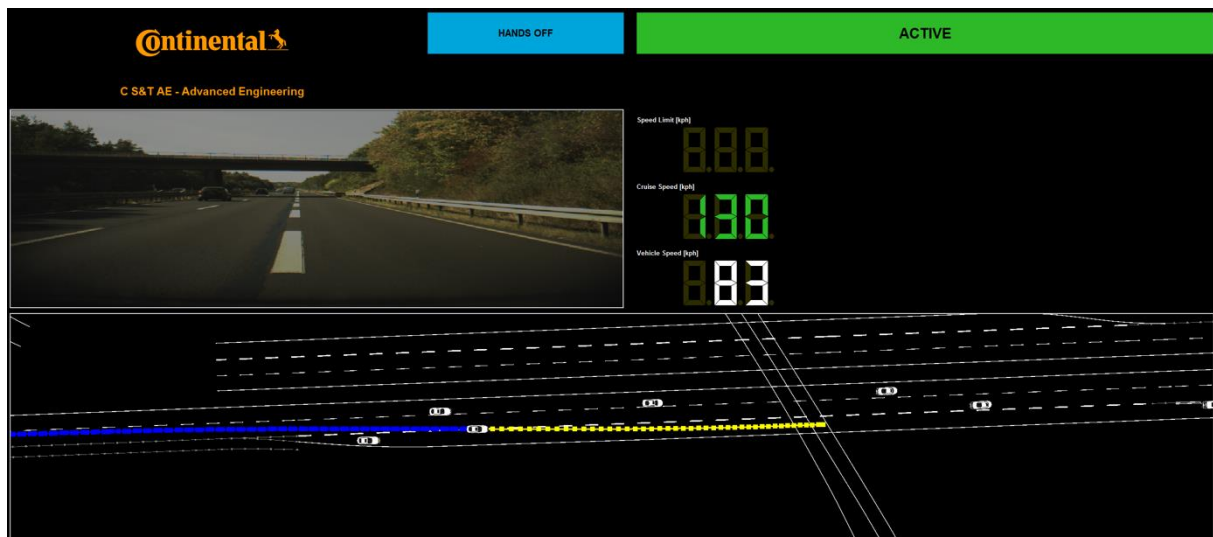 Continental
HANDS OFF
ACTIVE
C S&T AE - Advanced Engineering
Speed Limit [kph]
Cruise Speed [kph]
130
Vehicle Speed [kph]
83